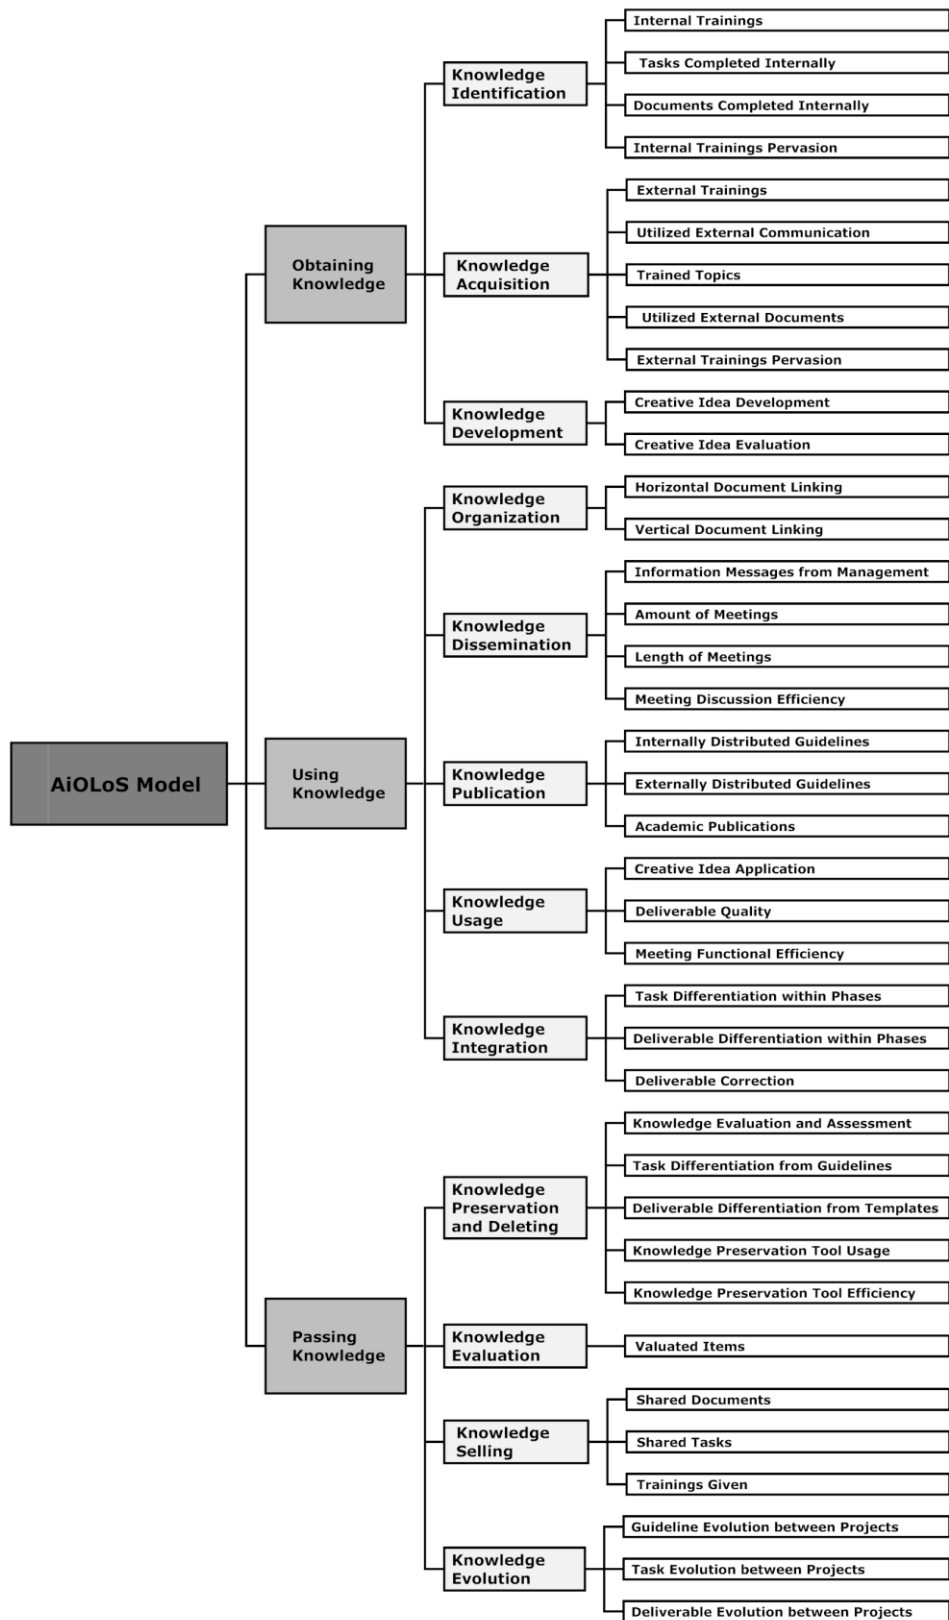 AiOLoS Model
Obtaining
Knowledge
Knowledge
Identification
Internal Trainings
Tasks Completed Internally
Documents Completed Internally
Internal Trainings Pervasion
Knowledge
Acquisition
External Trainings
Utilized External Communication
Trained Topics
Utilized External Documents
External Trainings Pervasion
Knowledge
Development
Creative Idea Development
Creative Idea Evaluation
Using
Knowledge
Knowledge
Organization
Horizontal Document Linking
Vertical Document Linking
Knowledge
Dissemination
Information Messages from Management
Amount of Meetings
Length of Meetings
Meeting Discussion Efficiency
Knowledge
Publication
Internally Distributed Guidelines
Externally Distributed Guidelines
Academic Publications
Knowledge
Usage
Creative Idea Application
Deliverable Quality
Meeting Functional Efficiency
Knowledge
Integration
Task Differentiation within Phases
Deliverable Differentiation within Phases
Deliverable Correction
Passing
Knowledge
Knowledge
Preservation
and Deleting
Knowledge Evaluation and Assessment
Task Differentiation from Guidelines
Deliverable Differentiation from Templates
Knowledge Preservation Tool Usage
Knowledge Preservation Tool Efficiency
Knowledge
Evaluation
Valuated Items
Knowledge
Selling
Shared Documents
Shared Tasks
Trainings Given
Knowledge
Evolution
Guideline Evolution between Projects
Task Evolution between Projects
Deliverable Evolution between Projects